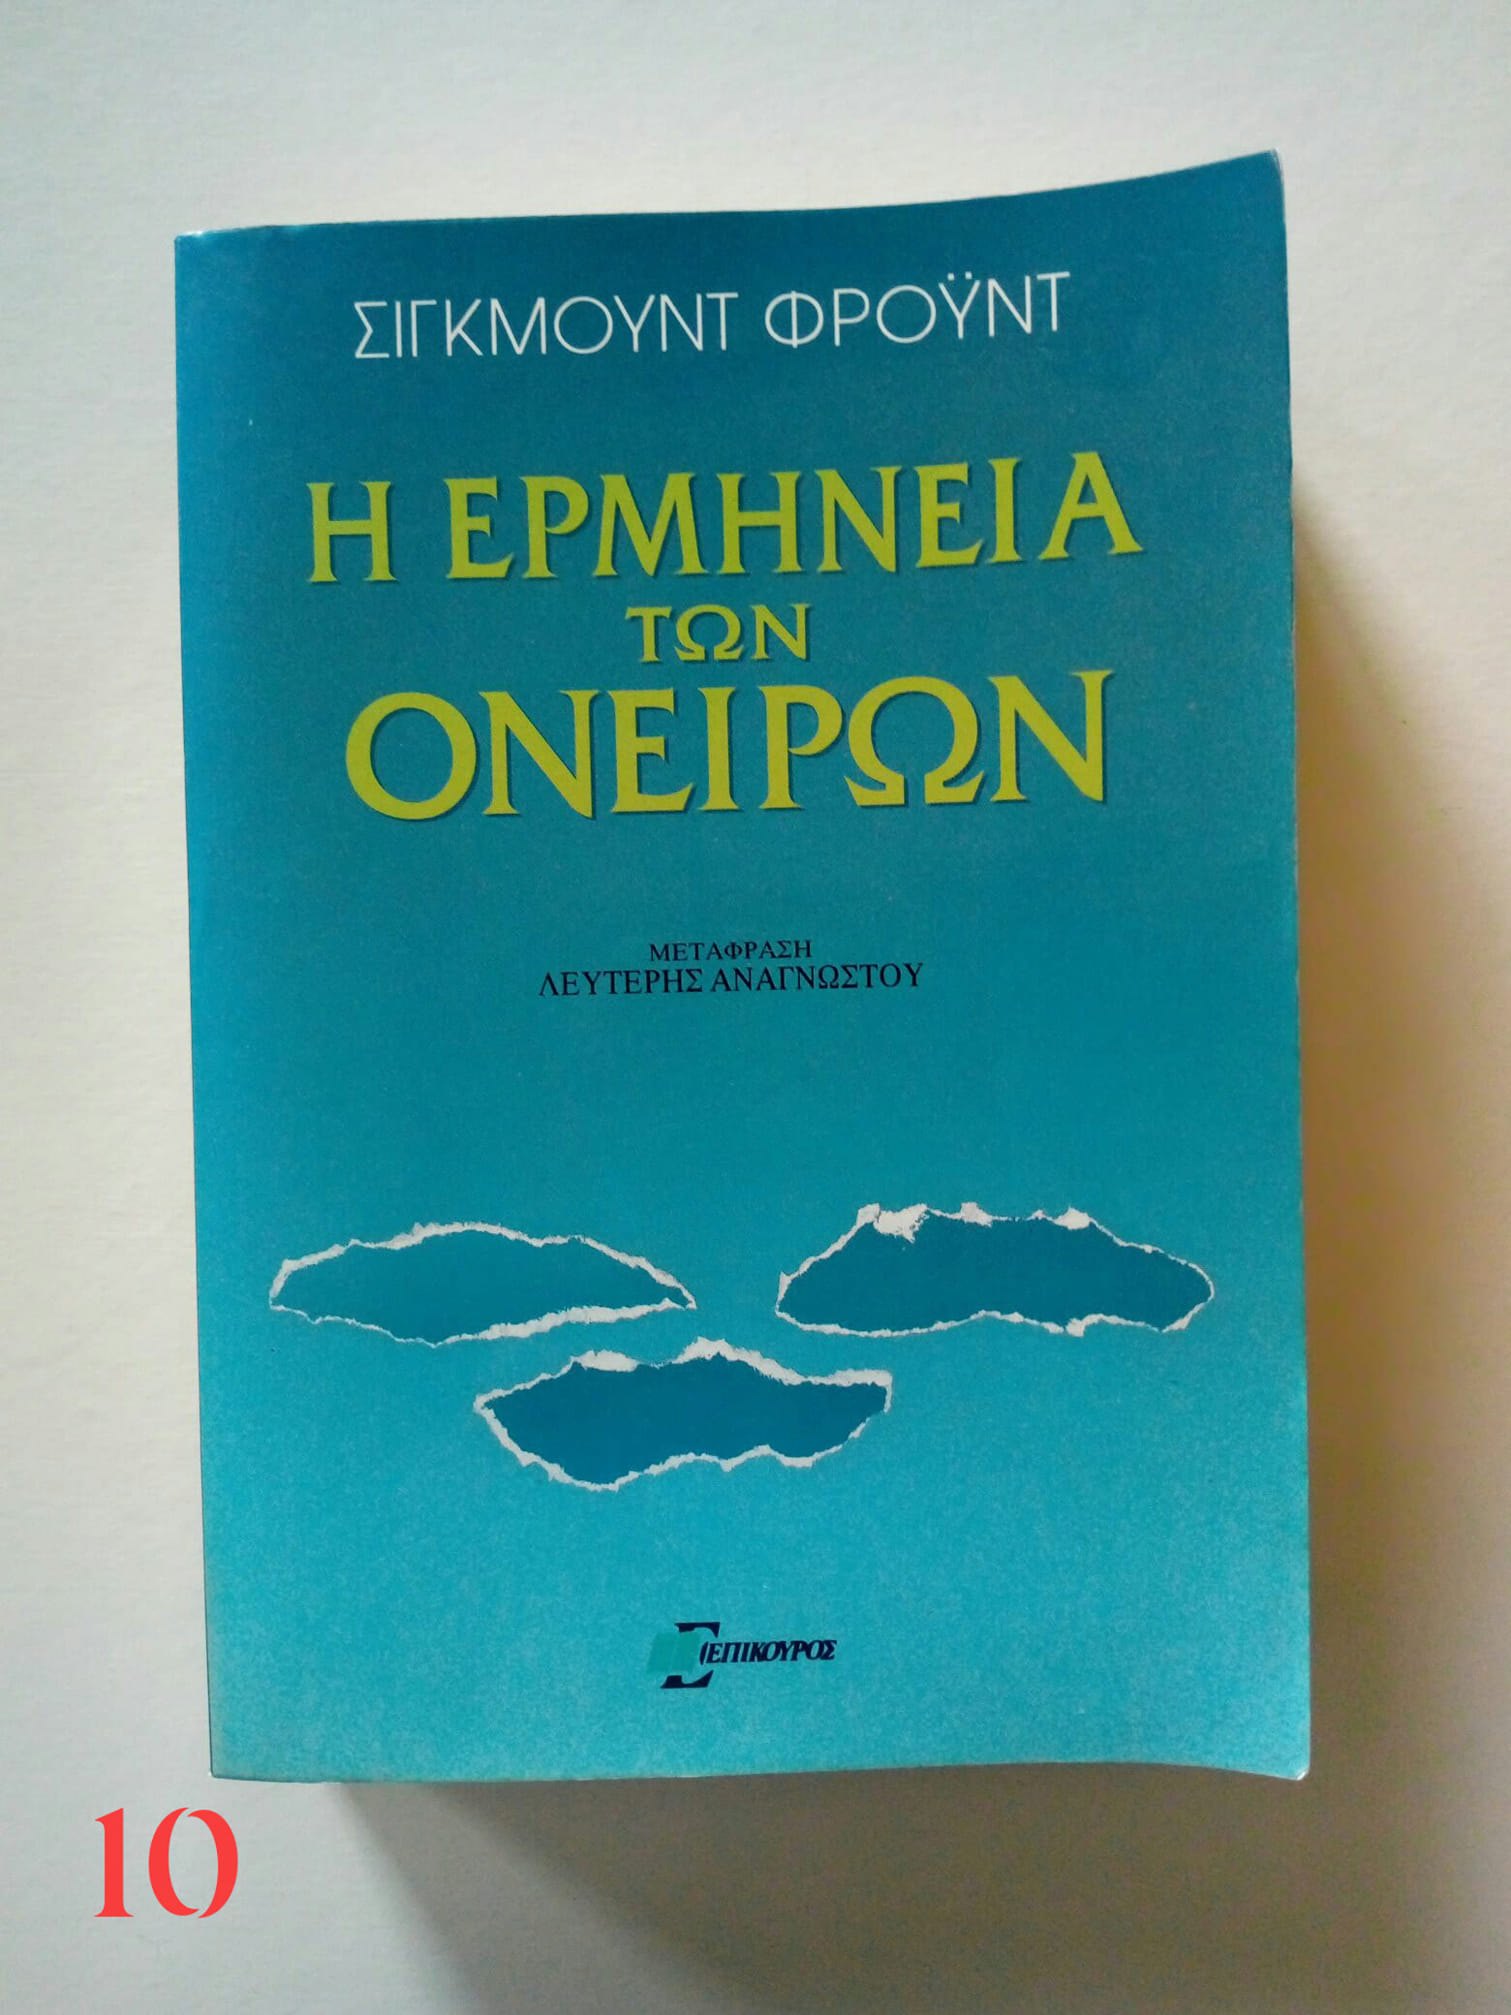 ΣΙΓΚΜΟΥΝΤ ΦΡΟΫΝΤ
Η ΕΡΜΗΝΕΙΑ
ΤΩΝ
ΟΝΕΙΡΩΝ
ΜΕΤΑΦΡΑΣΗ
ΛΕΥΤΕΡΗΣ ΑΝΑΓΝΩΣΤΟΥ
ΕΠΙΚΟΥΡΟΣ
10